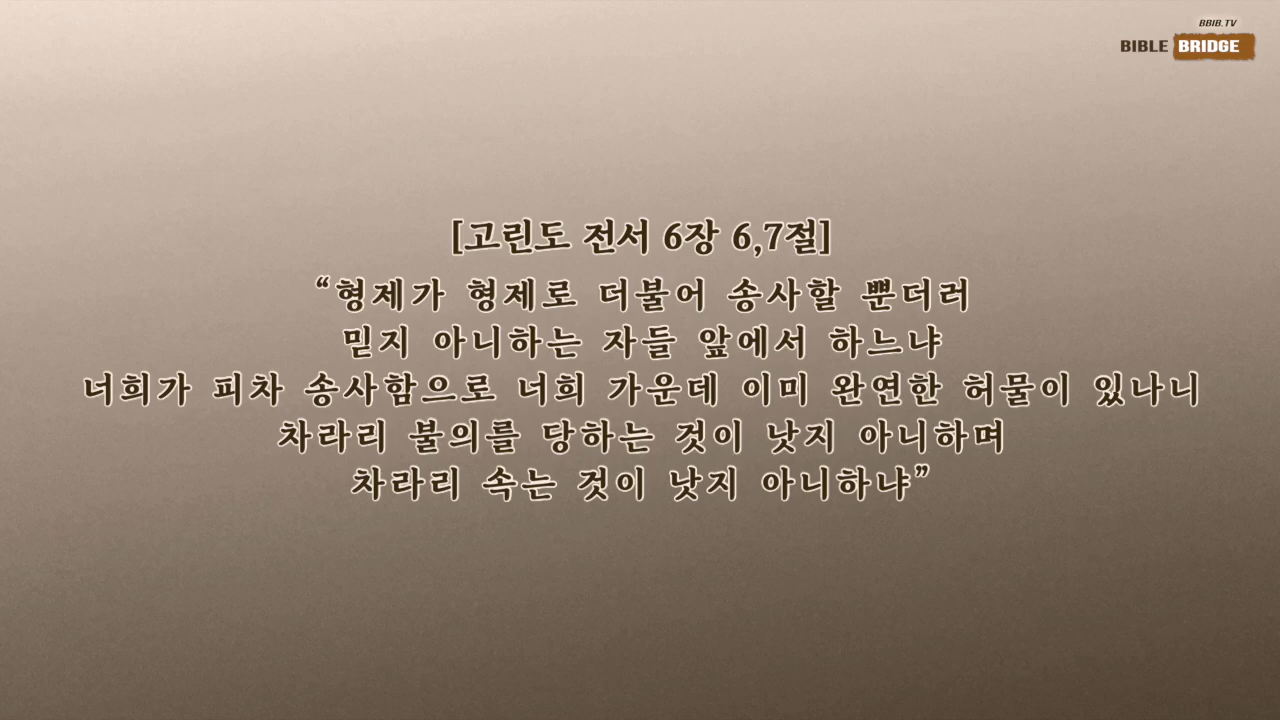 BBIB.TV
BIBLE BRIDGE
[고린도 전서 6장 6,7절]
“형제가 형제로 더불어 송사할 뿐더러
믿지 아니하는 자들 앞에서 하느냐
너희가 피차 송사함으로 너희 가운데 이미 완연한 허물이 있나니
차라리 불의를 당하는 것이 낫지 아니하며
차라리 속는 것이 낫지 아니하냐”